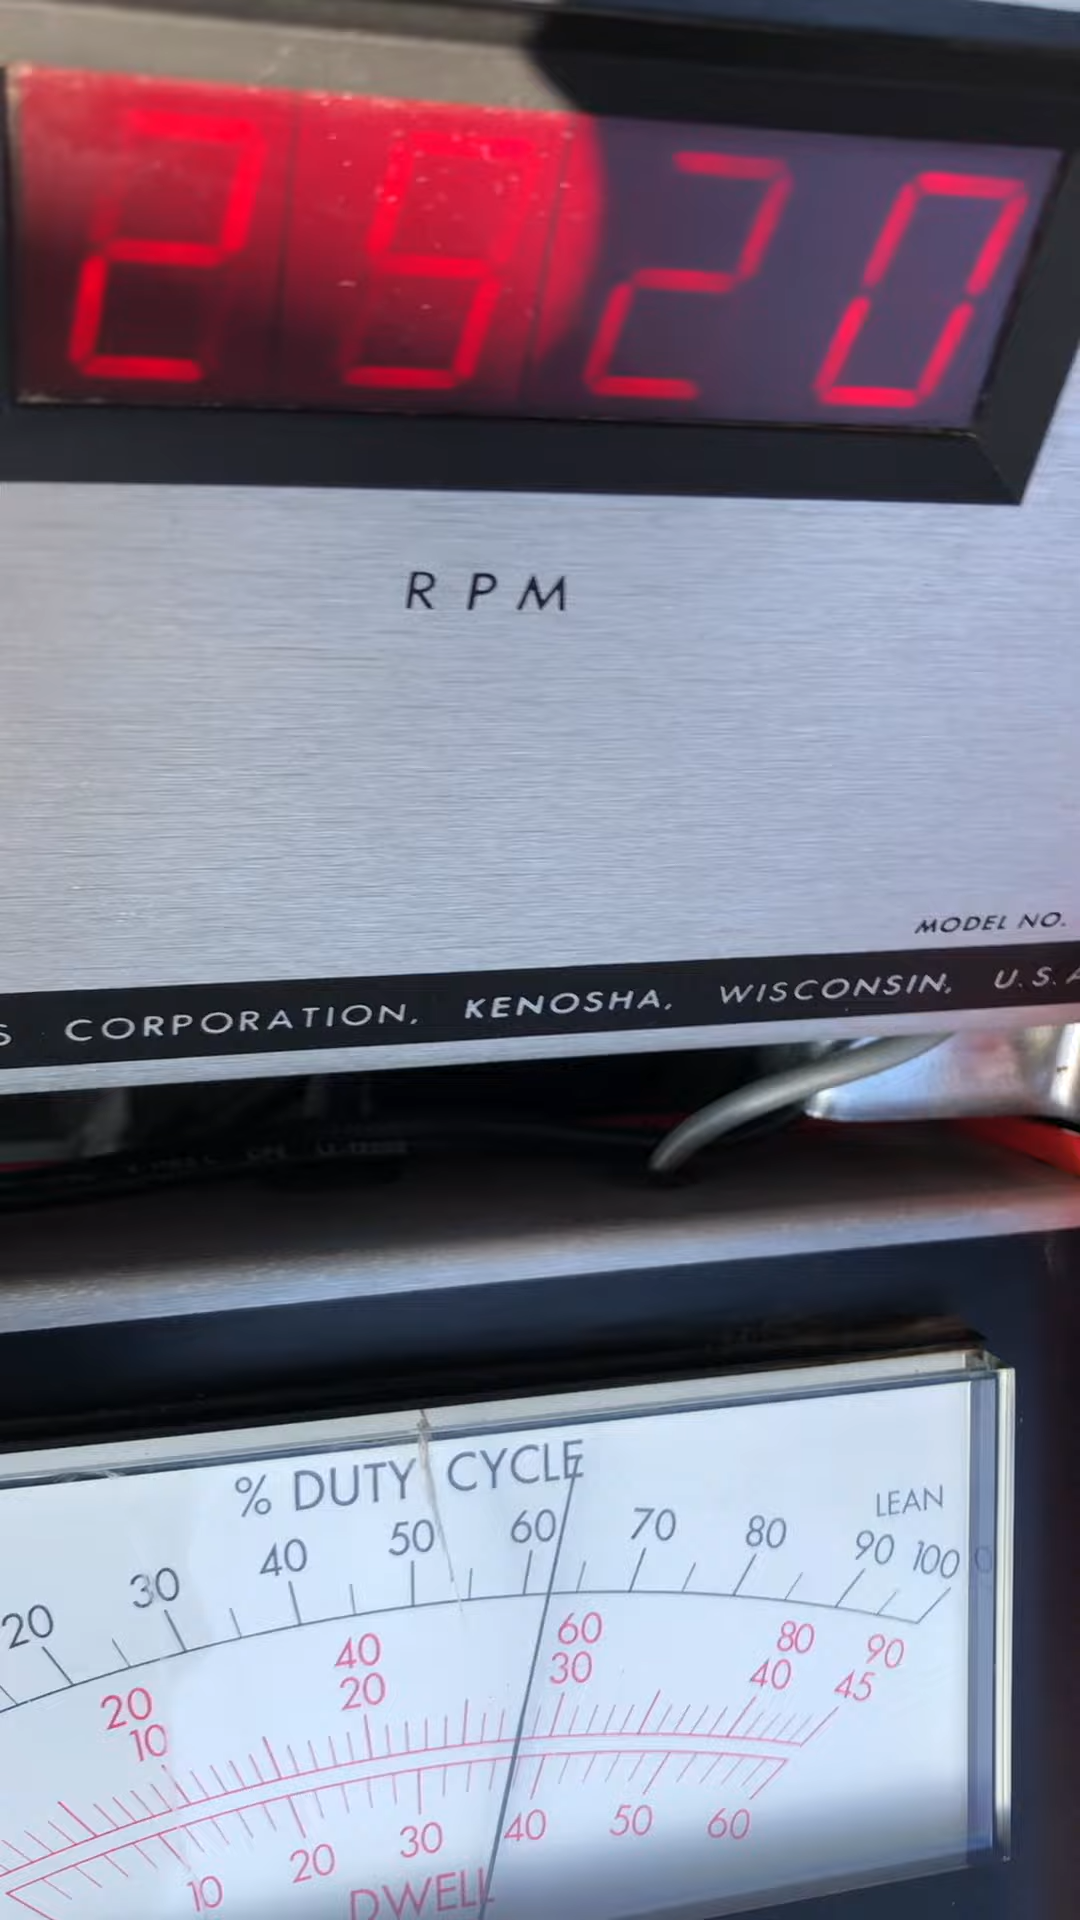 2520
RPM
MODEL NO.
S CORPORATION, KENOSHA, WISCONSIN, U.S.A
% DUTY CYCLE
LEAN
20 30 40 50 60 70 80 90 100
20 40 60 80 90
10 20 30 40 45
10 20 30 40 50 60
DWELL